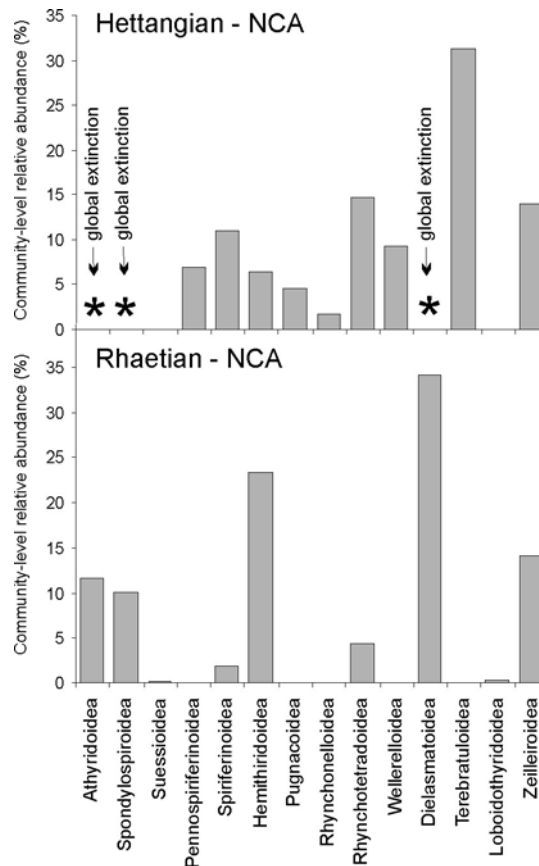 Hettangian - NCA
Community-level relative abundance (%)
35
30
25
20
15
10
5
0
global extinction
global extinction
global extinction
*
*
*
Rhaetian - NCA
Community-level relative abundance (%)
35
30
25
20
15
10
5
0
Athyridoidea
Spondylospiroidea
Suessioidea
Pennospiriferinoidea
Spiriferinoidea
Hemithiridoidea
Pugnacoidea
Rhynchonelloidea
Rhynchotetradoidea
Wellerelloidea
Dielasmatoidea
Terebratuloidea
Loboidothyridoidea
Zeilleiroidea